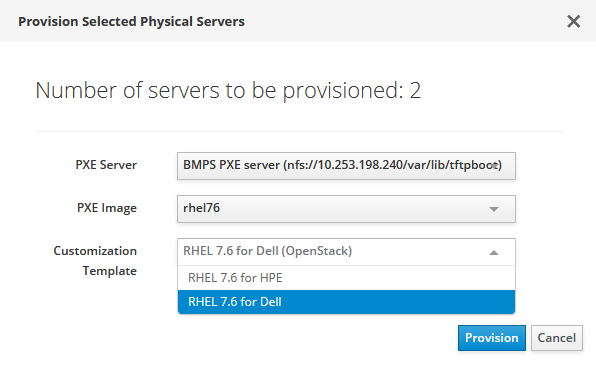 Provision Selected Physical Servers
Number of servers to be provisioned: 2
PXE Server
BMPS PXE server (nfs://10.253.198.240/var/lib/tftpboot)
PXE Image
rhel76
Customization
Template
RHEL 7.6 for Dell (OpenStack)
RHEL 7.6 for HPE
RHEL 7.6 for Dell
Provision
Cancel